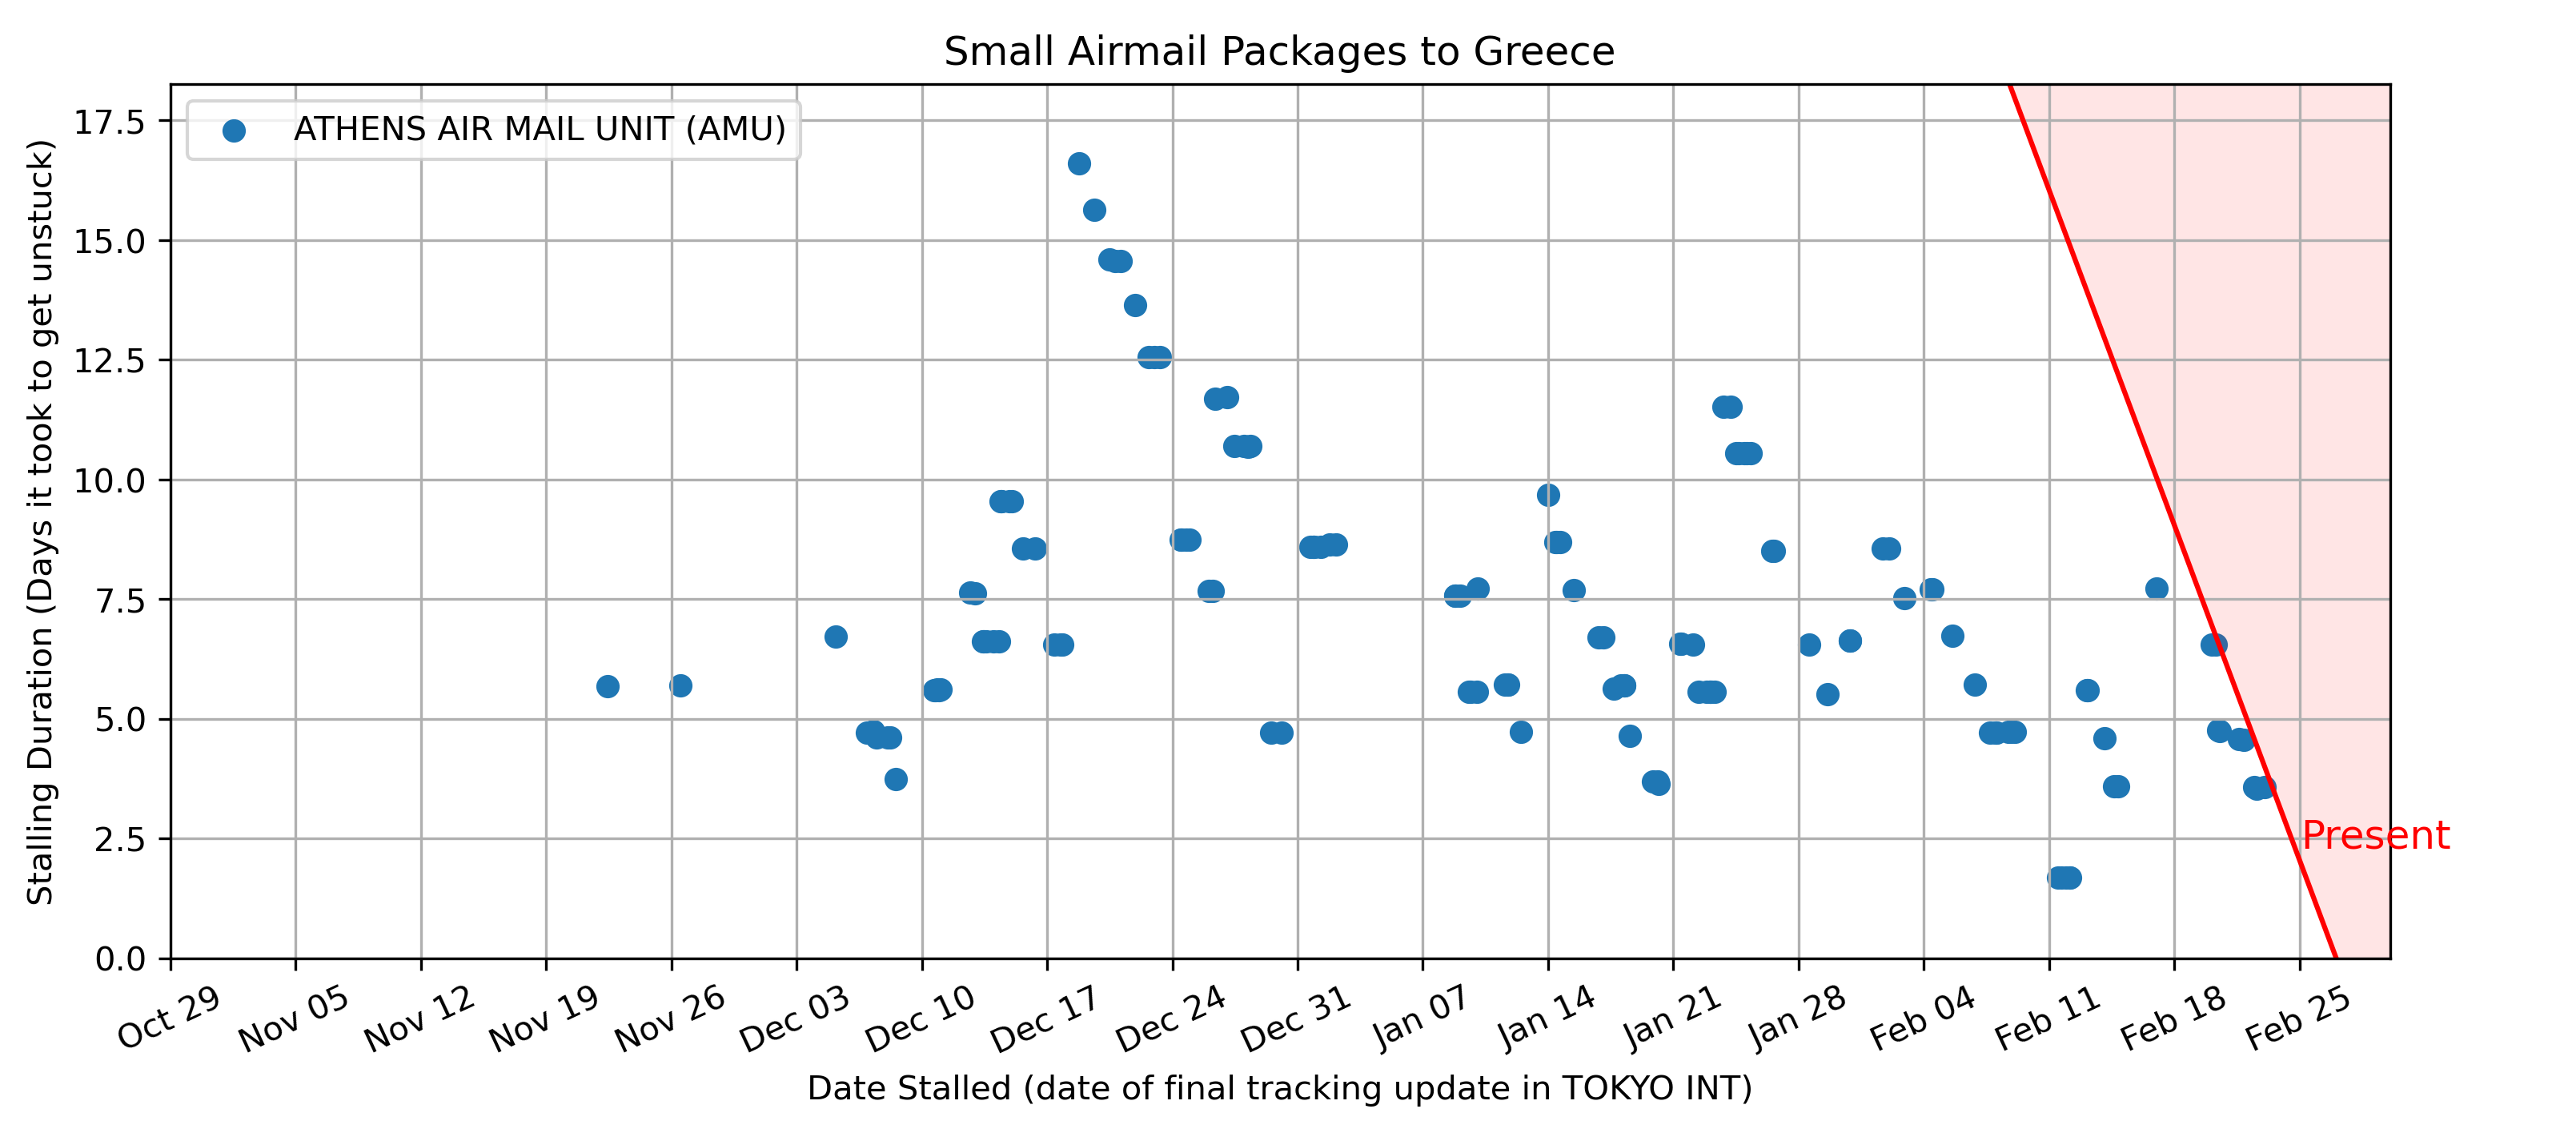 Small Airmail Packages to Greece
ATHENS AIR MAIL UNIT (AMU)
Stalling Duration (Days it took to get unstuck)
17.5
15.0
12.5
10.0
7.5
5.0
2.5
0.0
Present
Oct 29
Nov 05
Nov 12
Nov 19
Nov 26
Dec 03
Dec 10
Dec 17
Dec 24
Dec 31
Jan 07
Jan 14
Jan 21
Jan 28
Feb 04
Feb 11
Feb 18
Feb 25
Date Stalled (date of final tracking update in TOKYO INT)